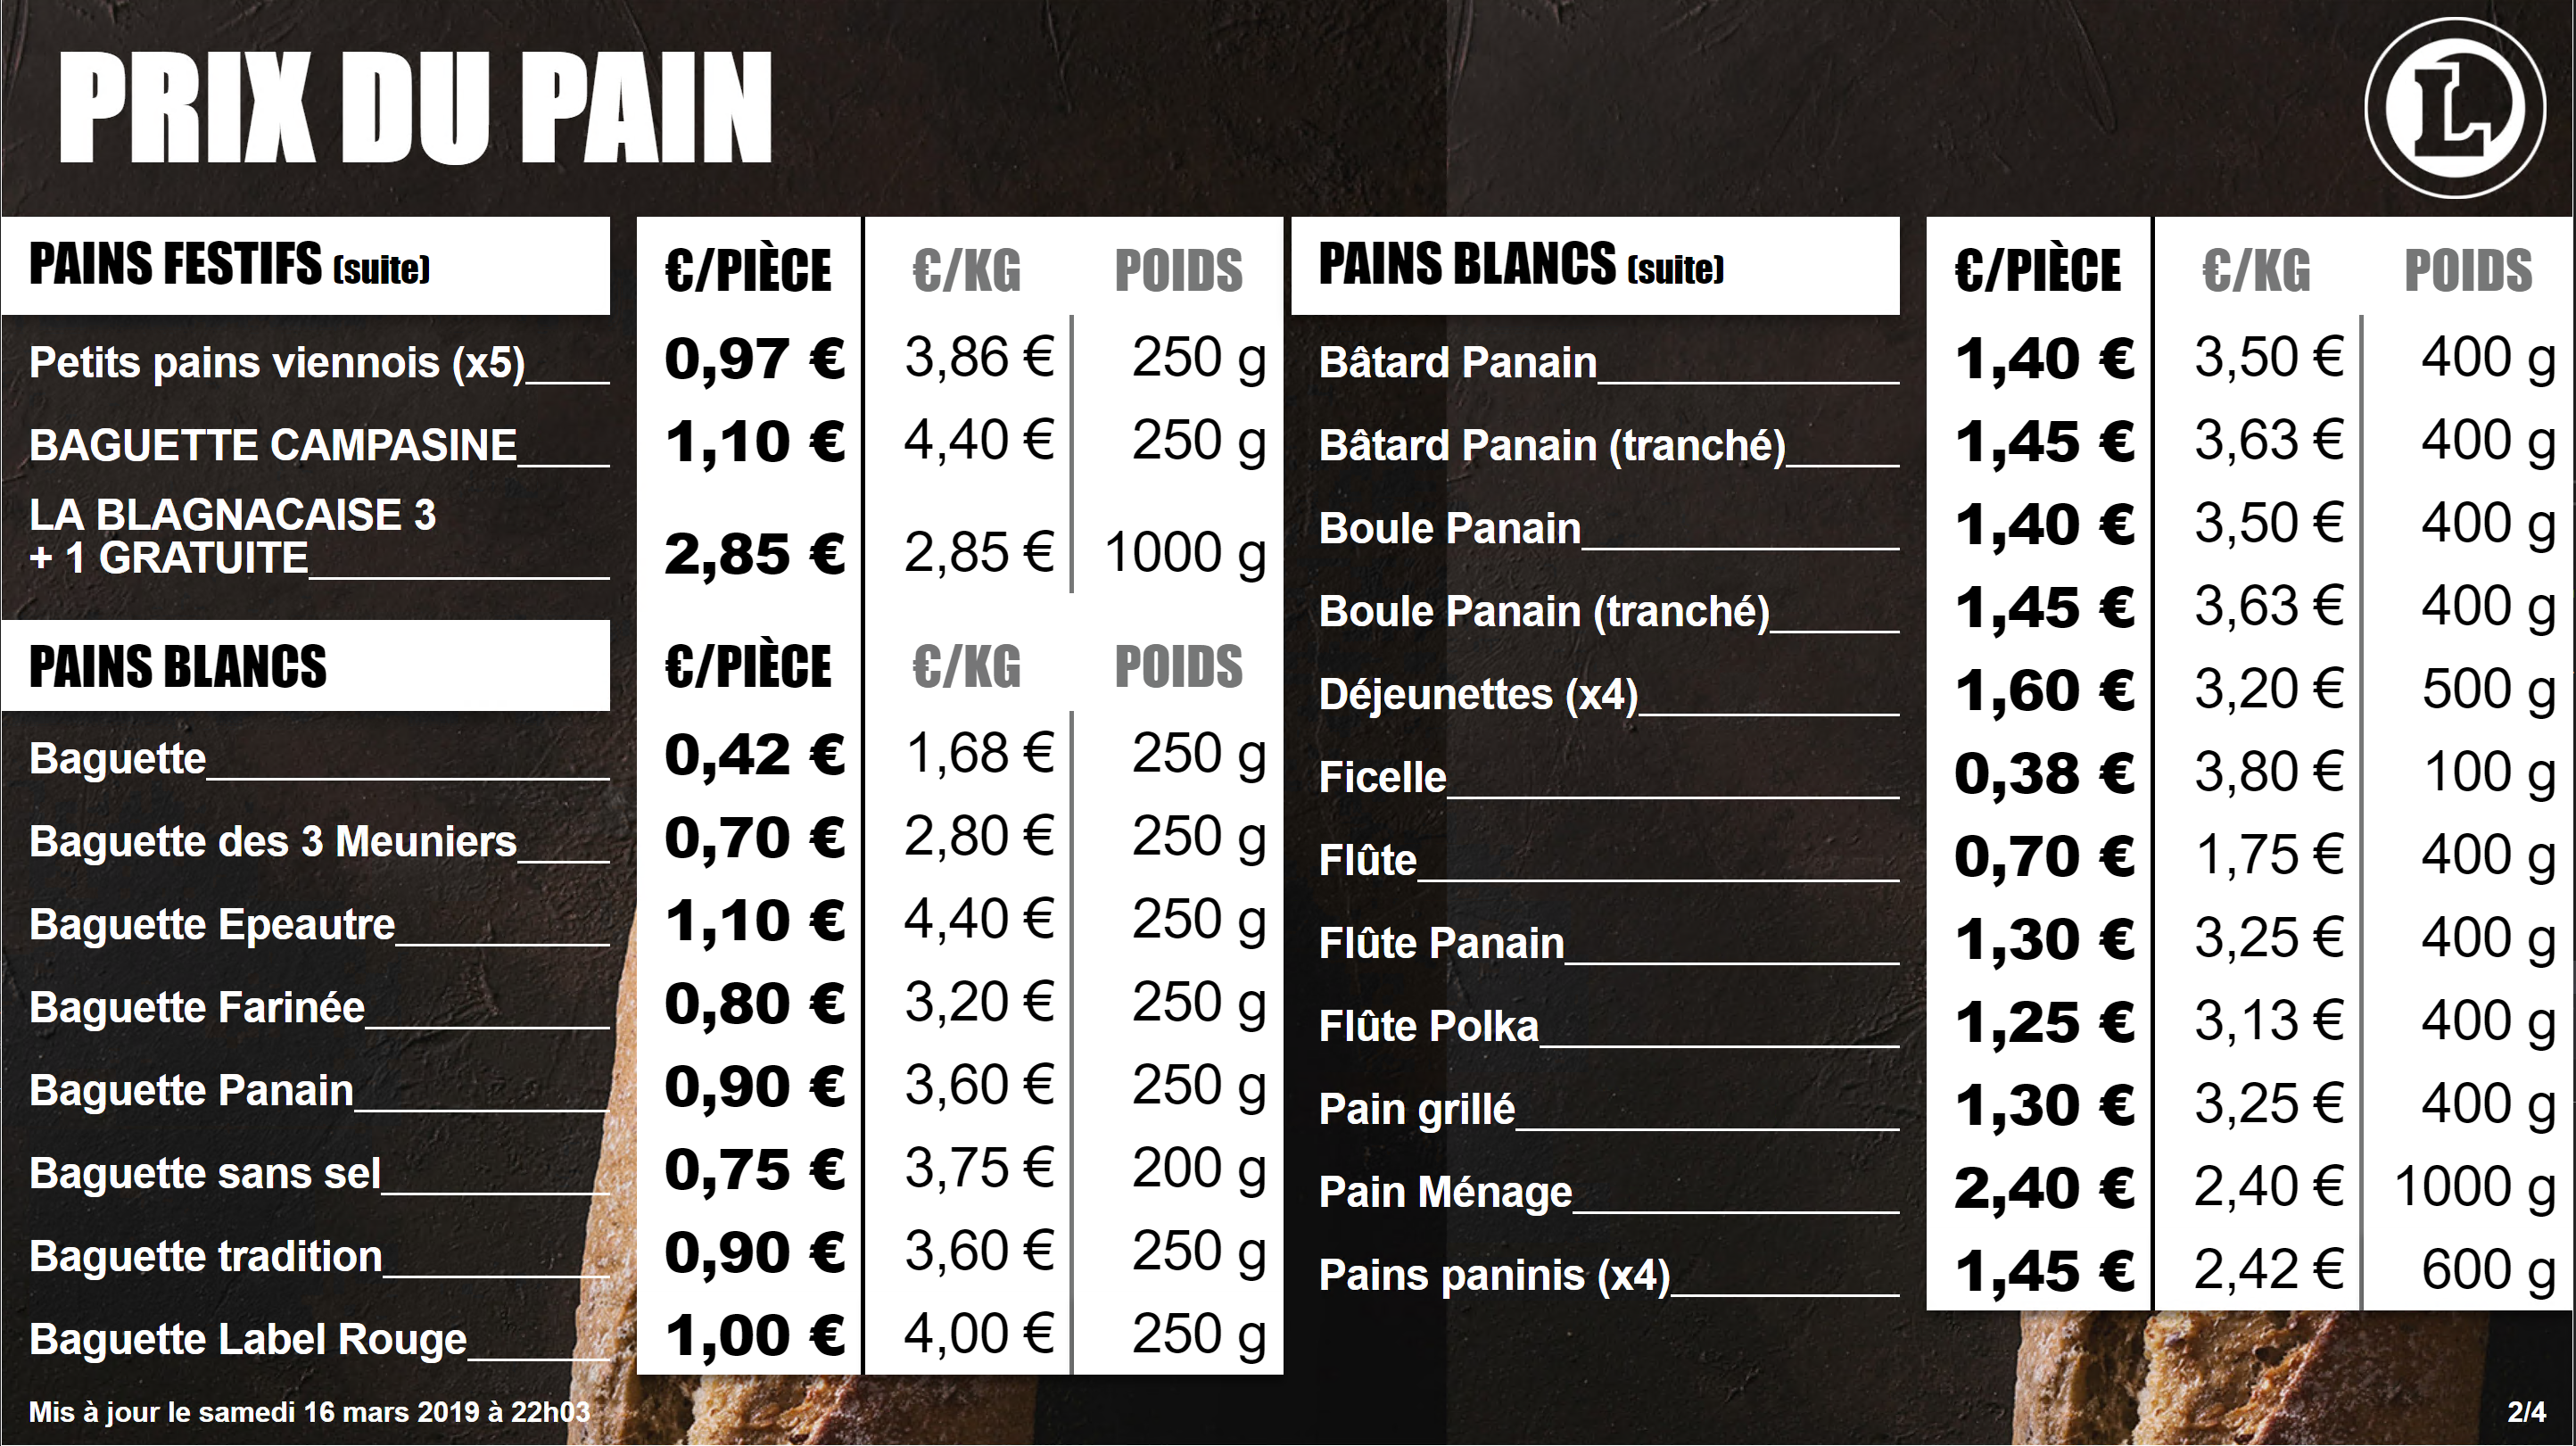 PRIX DU PAIN
L
PAINS FESTIFS (suite) €/PIÈCE €/KG POIDS
Petits pains viennois (x5) 0,97 € 3,86 € 250 g
BAGUETTE CAMPASINE 1,10 € 4,40 € 250 g
LA BLAGNACAISE 3
+ 1 GRATUITE 2,85 € 2,85 € 1000 g
PAINS BLANCS €/PIÈCE €/KG POIDS
Baguette 0,42 € 1,68 € 250 g
Baguette des 3 Meuniers 0,70 € 2,80 € 250 g
Baguette Epeautre 1,10 € 4,40 € 250 g
Baguette Farinée 0,80 € 3,20 € 250 g
Baguette Panain 0,90 € 3,60 € 250 g
Baguette sans sel 0,75 € 3,75 € 200 g
Baguette tradition 0,90 € 3,60 € 250 g
Baguette Label Rouge 1,00 € 4,00 € 250 g
PAINS BLANCS (suite) €/PIÈCE €/KG POIDS
Bâtard Panain 1,40 € 3,50 € 400 g
Bâtard Panain (tranché) 1,45 € 3,63 € 400 g
Boule Panain 1,40 € 3,50 € 400 g
Boule Panain (tranché) 1,45 € 3,63 € 400 g
Déjeunettes (x4) 1,60 € 3,20 € 500 g
Ficelle 0,38 € 3,80 € 100 g
Flûte 0,70 € 1,75 € 400 g
Flûte Panain 1,30 € 3,25 € 400 g
Flûte Polka 1,25 € 3,13 € 400 g
Pain grillé 1,30 € 3,25 € 400 g
Pain Ménage 2,40 € 2,40 € 1000 g
Pains paninis (x4) 1,45 € 2,42 € 600 g
Mis à jour le samedi 16 mars 2019 à 22h03
2/4